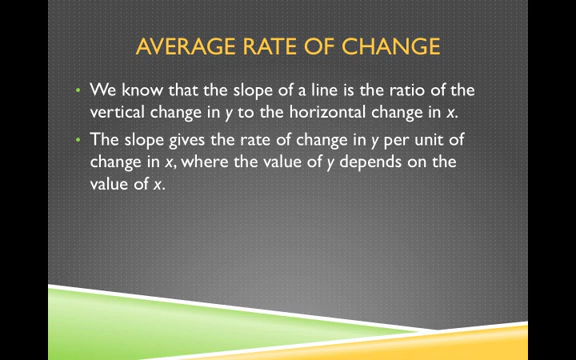 AVERAGE RATE OF CHANGE
• We know that the slope of a line is the ratio of the
vertical change in y to the horizontal change in x.
• The slope gives the rate of change in y per unit of
change in x, where the value of y depends on the
value of x.